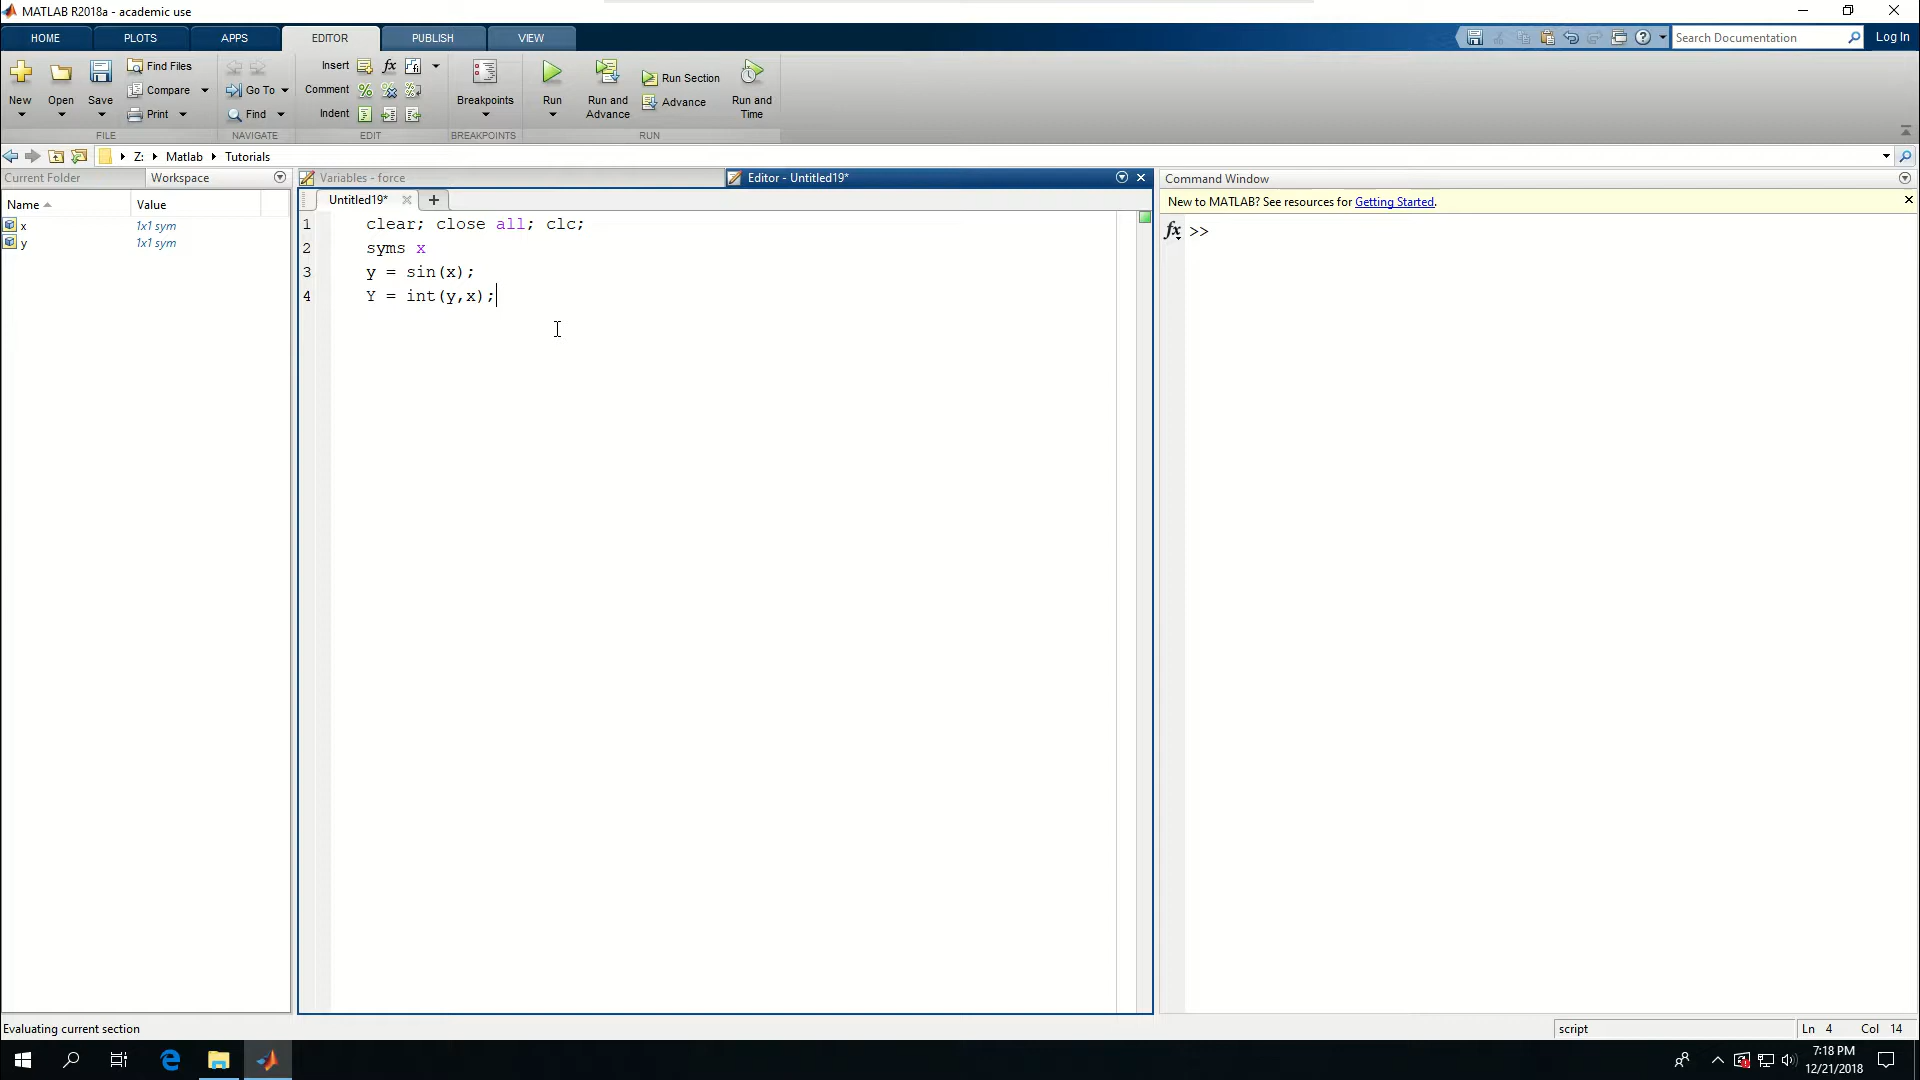 MATLAB R2018a - academic use
HOME PLOTS APPS EDITOR PUBLISH VIEW
Search Documentation Log In
New Open Save
Find Files
Compare
Print
Go To
Find
Insert fx
Comment
Indent
Breakpoints
Run
Run and Advance
Run Section
Advance
Run and Time
FILE NAVIGATE EDIT BREAKPOINTS RUN
Z: Matlab Tutorials
Current Folder Workspace
Name Value
x 1x1 sym
y 1x1 sym
Variables - force
Editor - Untitled19*
Untitled19*
1 clear; close all; clc;
2 syms x
3 y = sin(x);
4 Y = int(y,x);
Command Window
New to MATLAB? See resources for Getting Started.
fx >>
Evaluating current section
script
Ln 4 Col 14
7:18 PM
12/21/2018